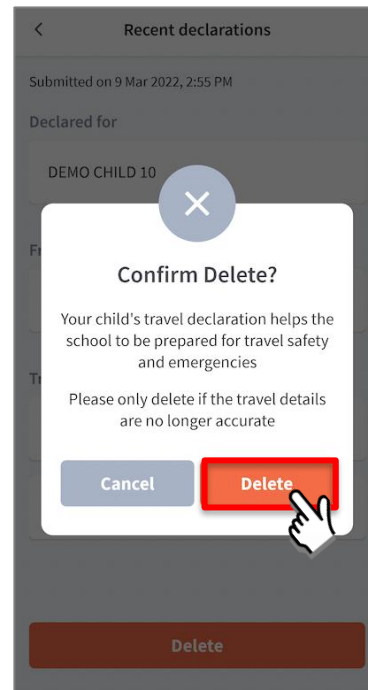 Recent declarations
Submitted on 9 Mar 2022, 2:55 PM
Declared for
DEMO CHILD 10
Fr
Confirm Delete?
Your child's travel declaration helps the
school to be prepared for travel safety
and emergencies
Tr
Please only delete if the travel details
are no longer accurate
Cancel Delete
Delete